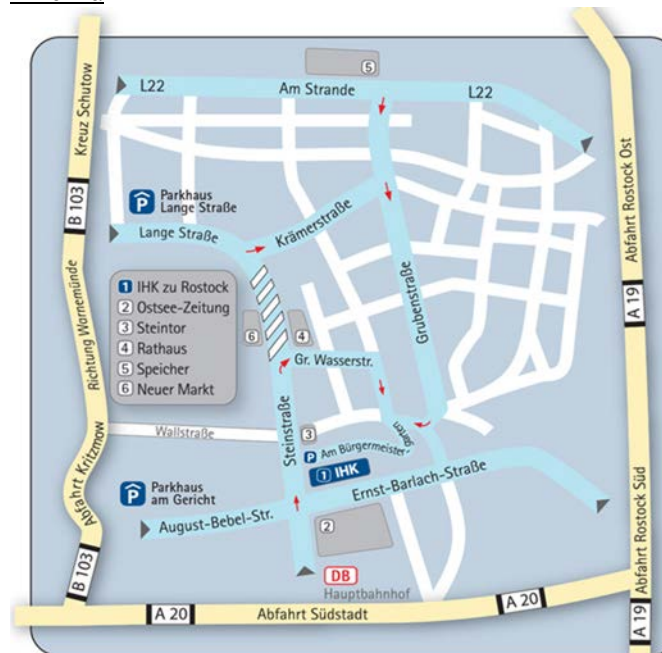 5
L22
Am Strande
L22
Kreuz Schutow
B 103
Richtung Warnemünde
Abfahrt Kritzmow
B 103
P
Parkhaus
Lange Straße
Lange Straße
Krämerstraße
Grubenstraße
Abfahrt Rostock Ost
A 19
Abfahrt Rostock Süd
A 19
1 IHK zu Rostock
2 Ostsee-Zeitung
3 Steintor
4 Rathaus
5 Speicher
6 Neuer Markt
6
4
Gr. Wasserstr.
Steinstraße
Wallstraße
3
P Am Bürgermeister-
garten
1 IHK
P
Parkhaus
am Gericht
August-Bebel-Str.
Ernst-Barlach-Straße
2
DB
Hauptbahnhof
A 20
Abfahrt Südstadt
A 20